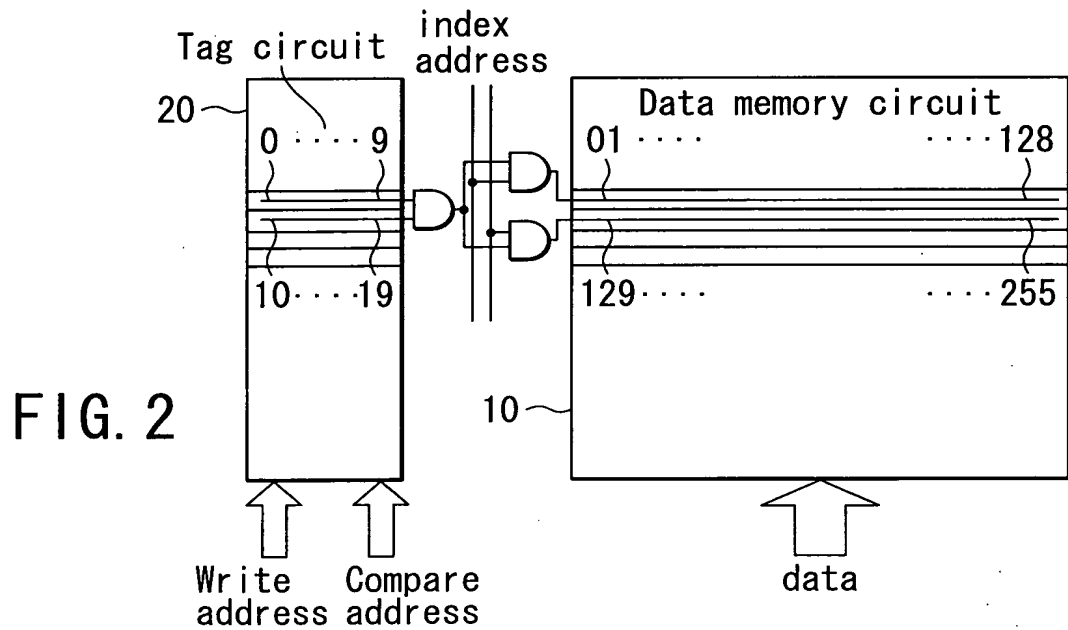 index
address
Tag circuit
20
Data memory circuit
0 ···· 9
01 ···· ····128
10····19
129···· ····255
FIG. 2
10
Write
address
Compare
address
data